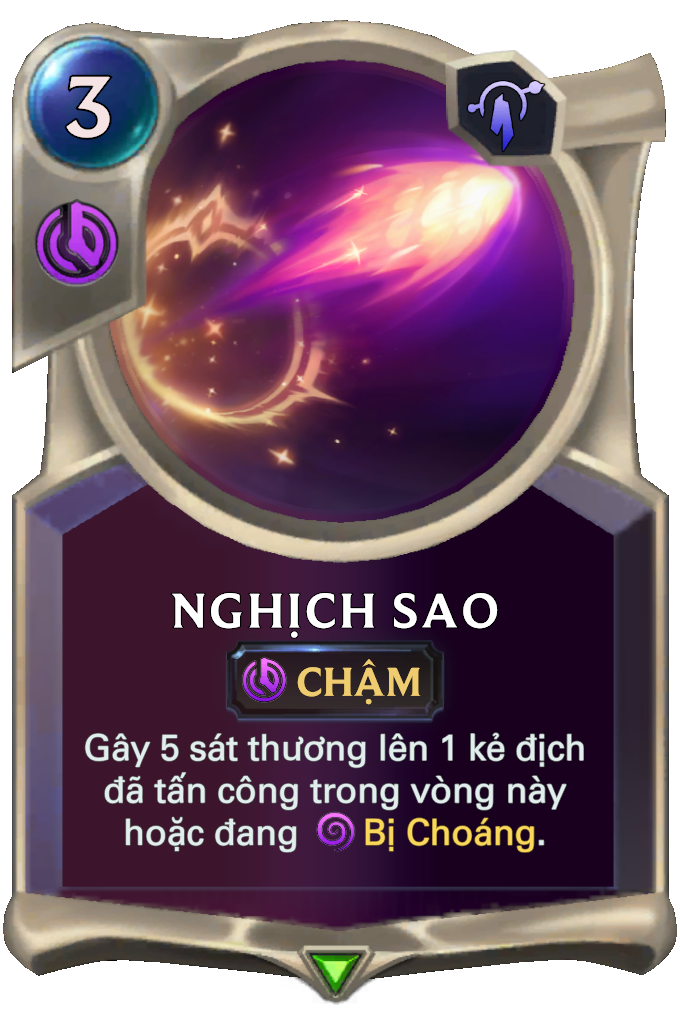 3
NGHỊCH SAO
CHẬM
Gây 5 sát thương lên 1 kẻ địch
đã tấn công trong vòng này
hoặc đang Bị Choáng.